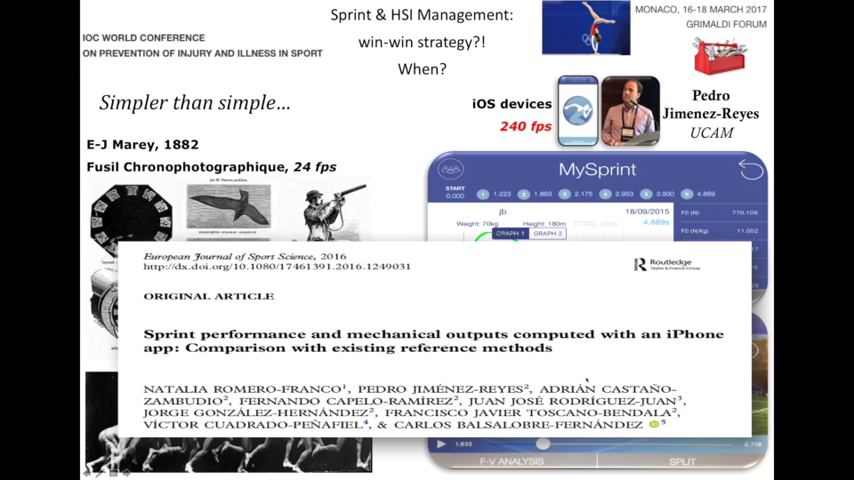 IOC WORLD CONFERENCE
ON PREVENTION OF INJURY AND ILLNESS IN SPORT
Sprint & HSI Management:
win-win strategy?!
When?
MONACO, 16-18 MARCH 2017
GRIMALDI FORUM
Simpler than simple…
iOS devices
240 fps
Pedro
Jimenez-Reyes
UCAM
E-J Marey, 1882
Fusil Chronophotographique, 24 fps
MySprint
START
0.000
1 1.223 2 1.863 3 2.175 4 2.953 5 3.930 6 4.889
jb
18/09/2015
Weight: 70kg Height: 180m TOTAL 40m 4.889s
GRAPH 1 GRAPH 2
F0 (N) 770.109
F0 (N/Kg) 11.002
European Journal of Sport Science, 2016
http://dx.doi.org/10.1080/17461391.2016.1249031
Routledge
Taylor & Francis Group
ORIGINAL ARTICLE
Sprint performance and mechanical outputs computed with an iPhone
app: Comparison with existing reference methods
NATALIA ROMERO-FRANCO1, PEDRO JIMÉNEZ-REYES2, ADRIÁN CASTAÑO-
ZAMBUDIO2, FERNANDO CAPELO-RAMÍREZ2, JUAN JOSÉ RODRÍGUEZ-JUAN3,
JORGE GONZÁLEZ-HERNÁNDEZ2, FRANCISCO JAVIER TOSCANO-BENDALA2,
VÍCTOR CUADRADO-PEÑAFIEL4, & CARLOS BALSALOBRE-FERNÁNDEZ 5
F-V ANALYSIS SPLIT